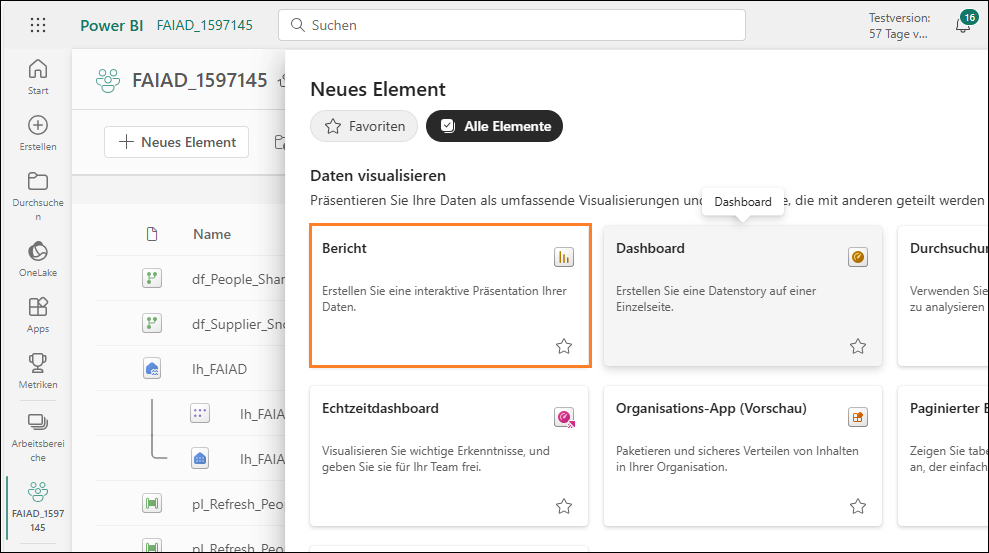 Power BI FAIAD_1597145
Suchen
Testversion:
57 Tage v...
16
Start
Erstellen
Durchsuche
n
OneLake
Apps
Metriken
Arbeitsberei
che
FAIAD_1597
145
FAIAD_1597145
Neues Element
Name
df_People_Shar
df_Supplier_Sno
lh_FAIAD
lh_FAIA
lh_FAIA
pl_Refresh_Peo
pl_Refresh_Peo
Neues Element
Favoriten
Alle Elemente
Daten visualisieren
Präsentieren Sie Ihre Daten als umfassende Visualisierungen und e, die mit anderen geteilt werden
Dashboard
Bericht
Erstellen Sie eine interaktive Präsentation Ihrer
Daten.
Dashboard
Erstellen Sie eine Datenstory auf einer
Einzelseite.
Durchsuchun
Verwenden Sie
zu analysieren
Echtzeitdashboard
Visualisieren Sie wichtige Erkenntnisse, und
geben Sie sie für Ihr Team frei.
Organisations-App (Vorschau)
Paketieren und sicheres Verteilen von Inhalten
in Ihrer Organisation.
Paginierter B
Zeigen Sie tabe
an, der einfach